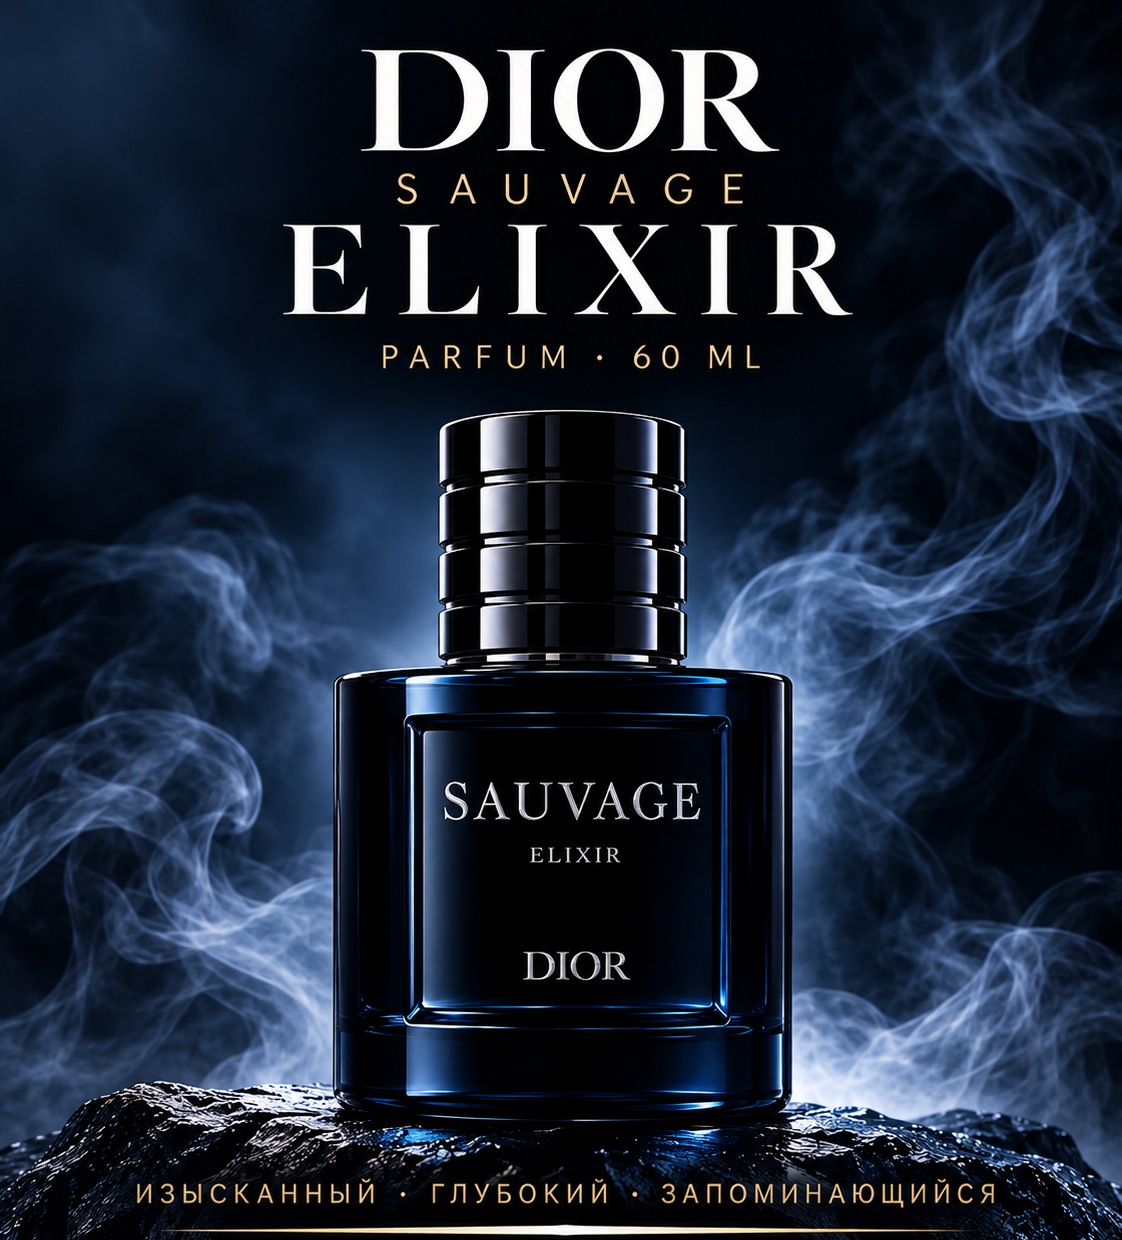 DIOR
SAUVAGE
ELIXIR
PARFUM · 60 ML
SAUVAGE
ELIXIR
DIOR
ИЗЫСКАННЫЙ · ГЛУБОКИЙ · ЗАПОМИНАЮЩИЙСЯ